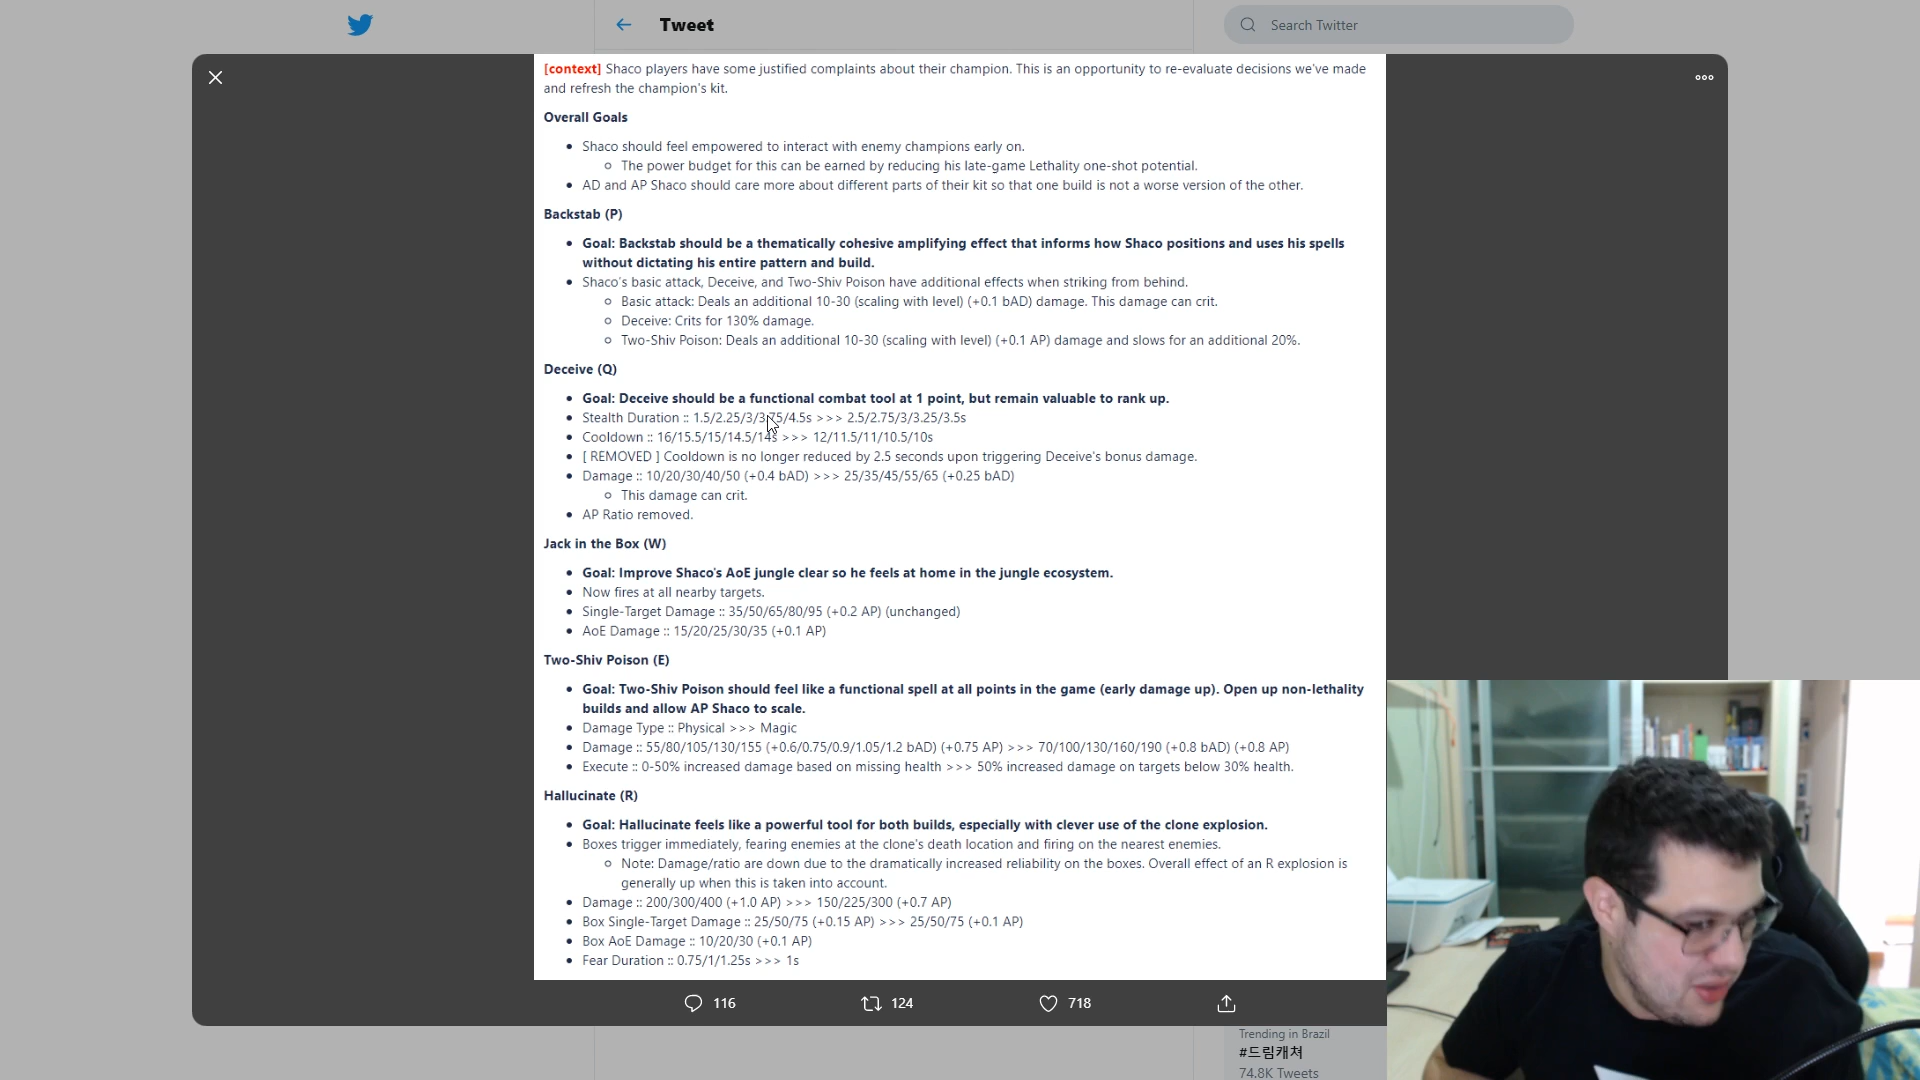 Tweet
Search Twitter
[context] Shaco players have some justified complaints about their champion. This is an opportunity to re-evaluate decisions we've made
and refresh the champion's kit.
Overall Goals
Shaco should feel empowered to interact with enemy champions early on.
The power budget for this can be earned by reducing his late-game Lethality one-shot potential.
AD and AP Shaco should care more about different parts of their kit so that one build is not a worse version of the other.
Backstab (P)
Goal: Backstab should be a thematically cohesive amplifying effect that informs how Shaco positions and uses his spells
without dictating his entire pattern and build.
Shaco's basic attack, Deceive, and Two-Shiv Poison have additional effects when striking from behind.
Basic attack: Deals an additional 10-30 (scaling with level) (+0.1 bAD) damage. This damage can crit.
Deceive: Crits for 130% damage.
Two-Shiv Poison: Deals an additional 10-30 (scaling with level) (+0.1 AP) damage and slows for an additional 20%.
Deceive (Q)
Goal: Deceive should be a functional combat tool at 1 point, but remain valuable to rank up.
Stealth Duration :: 1.5/2.25/3/3.75/4.5s >>> 2.5/2.75/3/3.25/3.5s
Cooldown :: 16/15.5/15/14.5/14s >>> 12/11.5/11/10.5/10s
[ REMOVED ] Cooldown is no longer reduced by 2.5 seconds upon triggering Deceive's bonus damage.
Damage :: 10/20/30/40/50 (+0.4 bAD) >>> 25/35/45/55/65 (+0.25 bAD)
This damage can crit.
AP Ratio removed.
Jack in the Box (W)
Goal: Improve Shaco's AoE jungle clear so he feels at home in the jungle ecosystem.
Now fires at all nearby targets.
Single-Target Damage :: 35/50/65/80/95 (+0.2 AP) (unchanged)
AoE Damage :: 15/20/25/30/35 (+0.1 AP)
Two-Shiv Poison (E)
Goal: Two-Shiv Poison should feel like a functional spell at all points in the game (early damage up). Open up non-lethality
builds and allow AP Shaco to scale.
Damage Type :: Physical >>> Magic
Damage :: 55/80/105/130/155 (+0.6/0.75/0.9/1.05/1.2 bAD) (+0.75 AP) >>> 70/100/130/160/190 (+0.8 bAD) (+0.8 AP)
Execute :: 0-50% increased damage based on missing health >>> 50% increased damage on targets below 30% health.
Hallucinate (R)
Goal: Hallucinate feels like a powerful tool for both builds, especially with clever use of the clone explosion.
Boxes trigger immediately, fearing enemies at the clone's death location and firing on the nearest enemies.
Note: Damage/ratio are down due to the dramatically increased reliability on the boxes. Overall effect of an R explosion is
generally up when this is taken into account.
Damage :: 200/300/400 (+1.0 AP) >>> 150/225/300 (+0.7 AP)
Box Single-Target Damage :: 25/50/75 (+0.15 AP) >>> 25/50/75 (+0.1 AP)
Box AoE Damage :: 10/20/30 (+0.1 AP)
Fear Duration :: 0.75/1/1.25s >>> 1s
116
124
718
Trending in Brazil
#드림캐쳐
74.8K Tweets